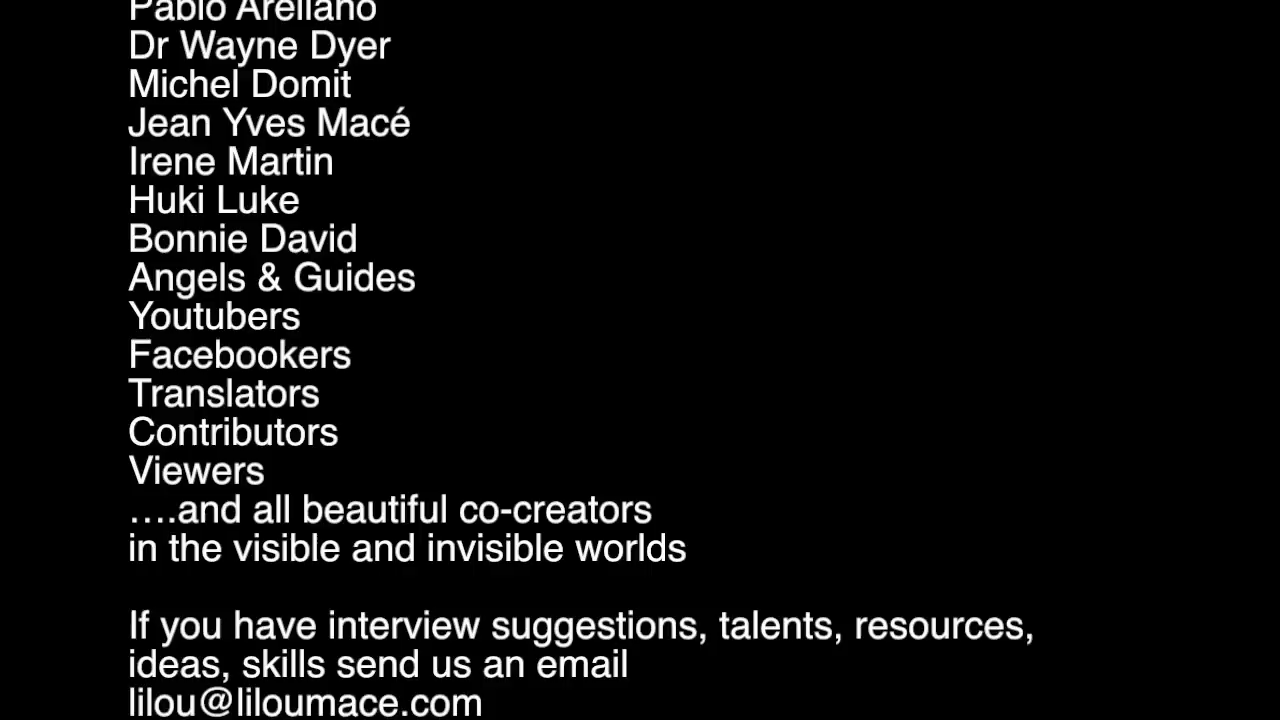 Pablo Arellano
Dr Wayne Dyer
Michel Domit
Jean Yves Macé
Irene Martin
Huki Luke
Bonnie David
Angels & Guides
Youtubers
Facebookers
Translators
Contributors
Viewers
….and all beautiful co-creators
in the visible and invisible worlds
If you have interview suggestions, talents, resources,
ideas, skills send us an email
lilou@liloumace.com